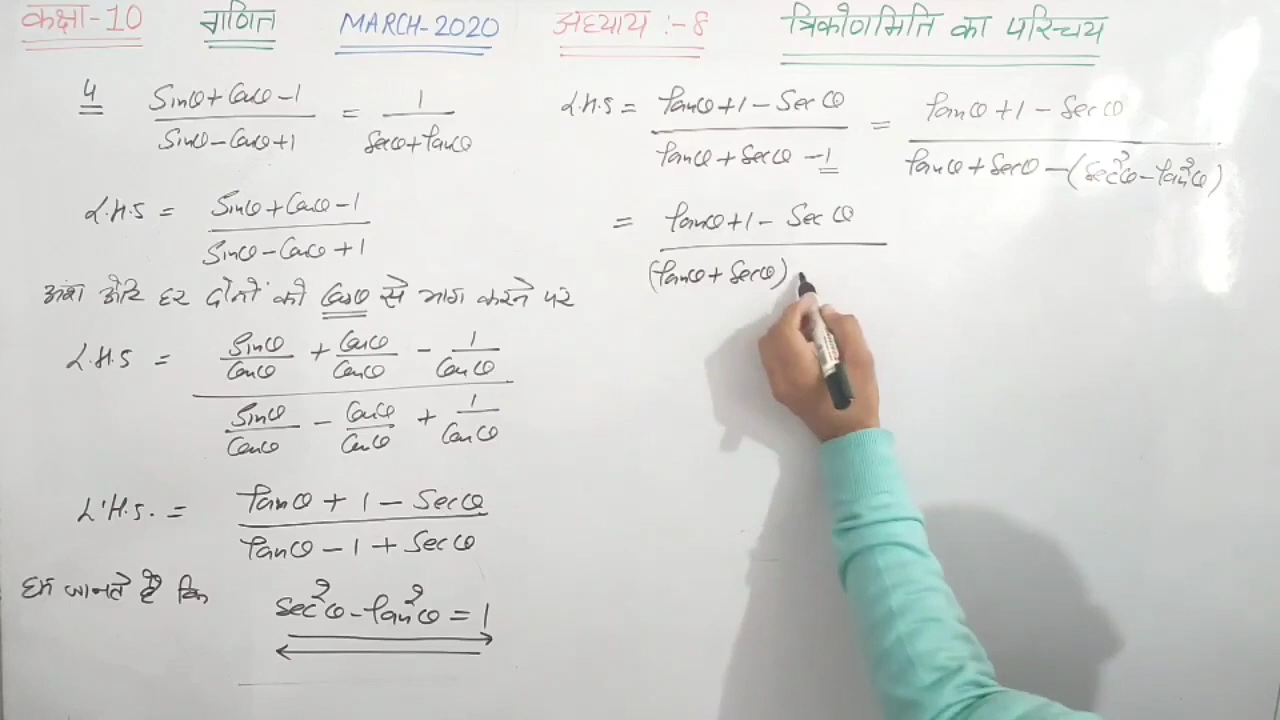 कक्षा-10 गणित MARCH-2020 अध्याय :- 8 त्रिकोणमिति का परिचय
4 (Sinθ + Cosθ - 1)/(Sinθ - Cosθ + 1) = 1/(Secθ + tanθ)
L.H.S = (Sinθ + Cosθ - 1)/(Sinθ - Cosθ + 1)
अंश और हर दोनों को Cosθ से भाग करने पर
L.H.S = (Sinθ/Cosθ + Cosθ/Cosθ - 1/Cosθ)/(Sinθ/Cosθ - Cosθ/Cosθ + 1/Cosθ)
L.H.S. = (tanθ + 1 - Secθ)/(tanθ - 1 + Secθ)
हम जानते है कि Sec²θ - tan²θ = 1
L.H.S = (tanθ + 1 - Secθ)/(tanθ + Secθ - 1) = (tanθ + 1 - Secθ)/(tanθ + Secθ - (Sec²θ - tan²θ))
= (tanθ + 1 - Secθ)/((tanθ + Secθ)